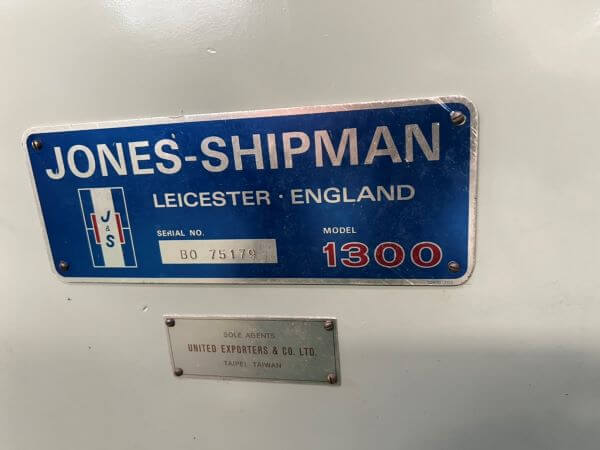 JONES-SHIPMAN
LEICESTER · ENGLAND
J
&
S
SERIAL NO.
BO 75179
MODEL
1300
SOLE AGENTS
UNITED EXPORTERS & CO. LTD.
TAIPEI, TAIWAN